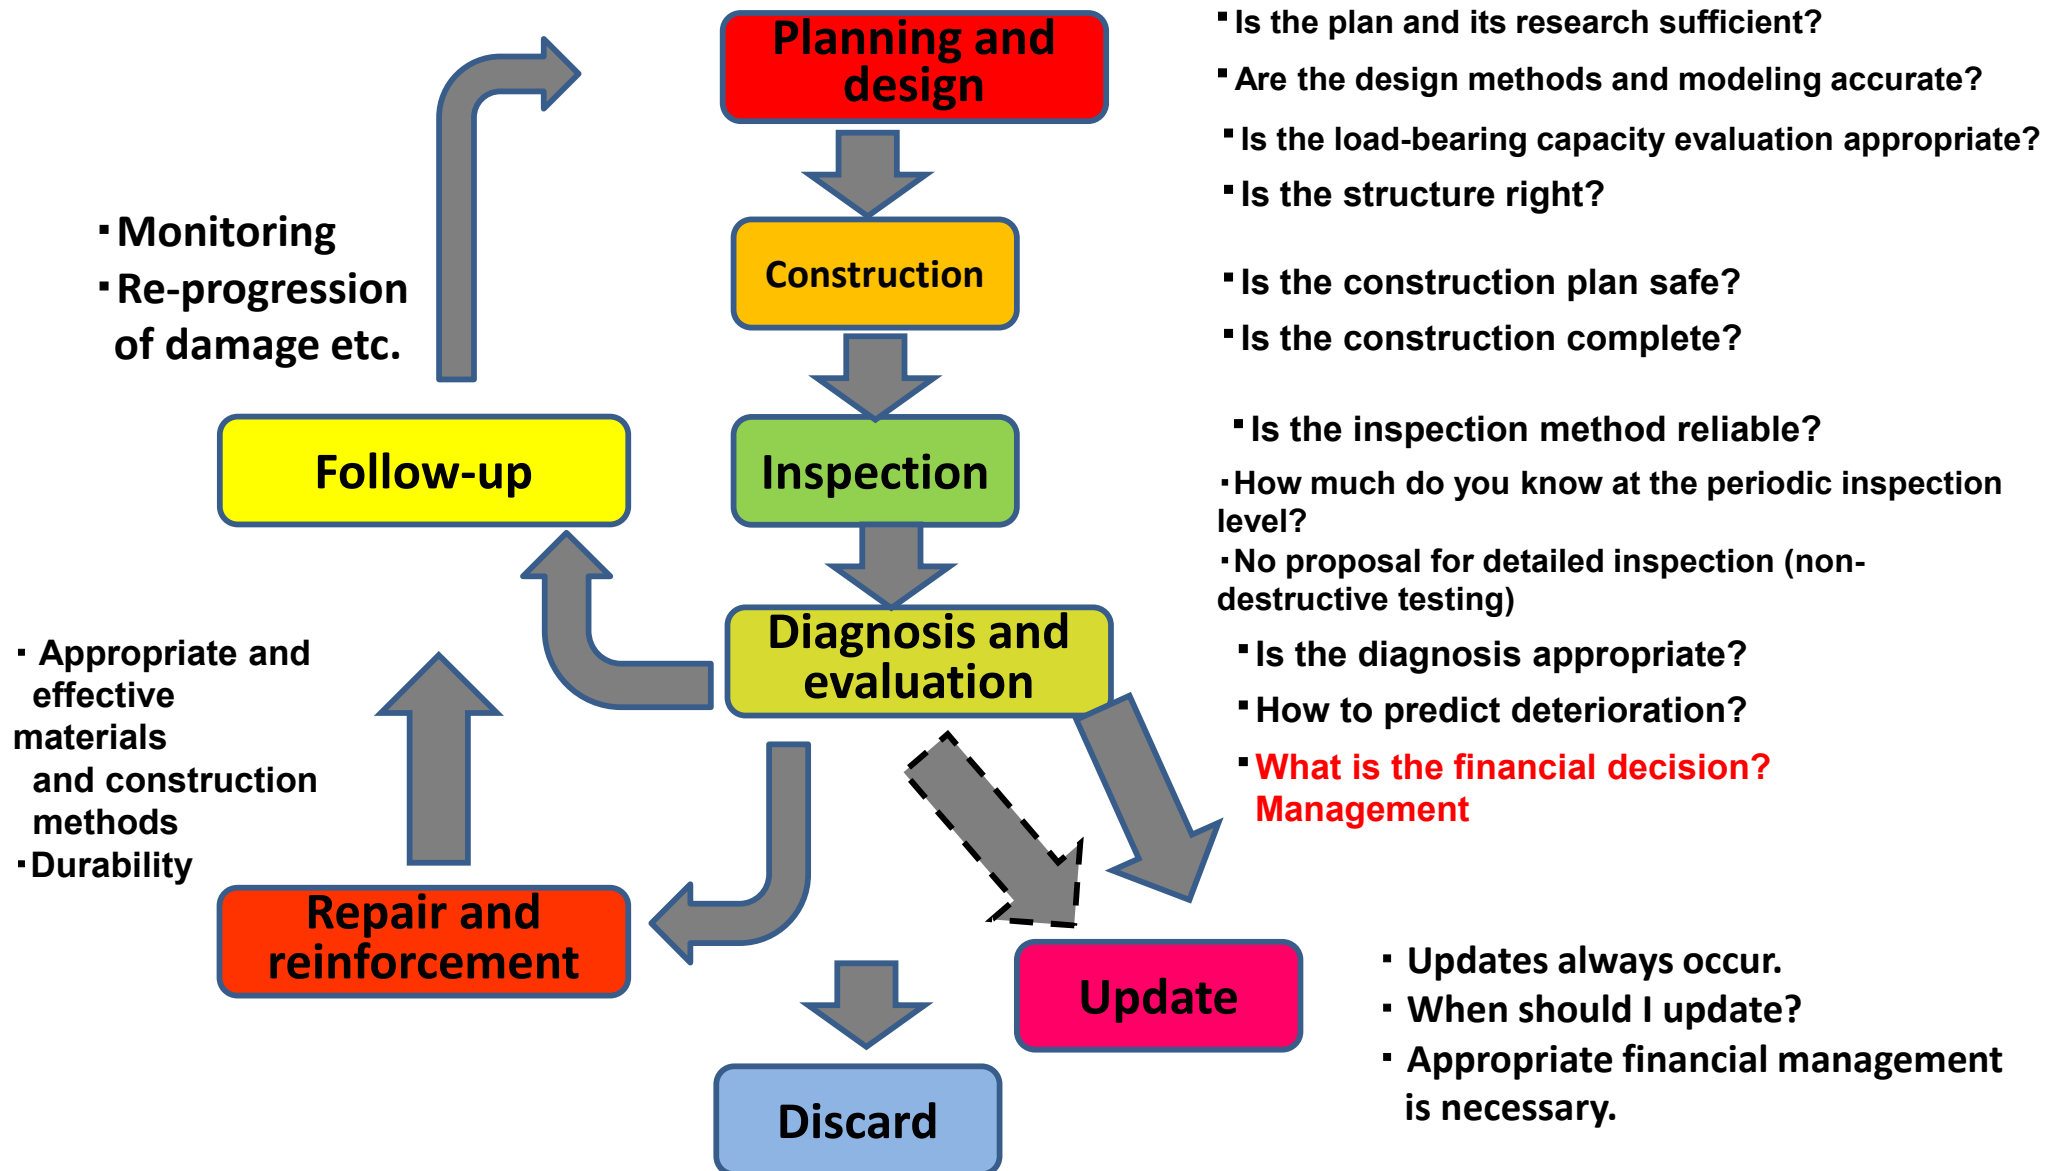 Planning and
design
▪Is the plan and its research sufficient?
▪Are the design methods and modeling accurate?
▪Is the load-bearing capacity evaluation appropriate?
▪Is the structure right?
▪Monitoring
▪Re-progression
of damage etc.
Construction
▪Is the construction plan safe?
▪Is the construction complete?
Follow-up
Inspection
▪Is the inspection method reliable?
·How much do you know at the periodic inspection
level?
·No proposal for detailed inspection (non-
destructive testing)
Diagnosis and
evaluation
▪Is the diagnosis appropriate?
▪How to predict deterioration?
▪What is the financial decision?
Management
· Appropriate and
effective
materials
and construction
methods
·Durability
Repair and
reinforcement
Update
▪ Updates always occur.
▪ When should I update?
▪ Appropriate financial management
is necessary.
Discard